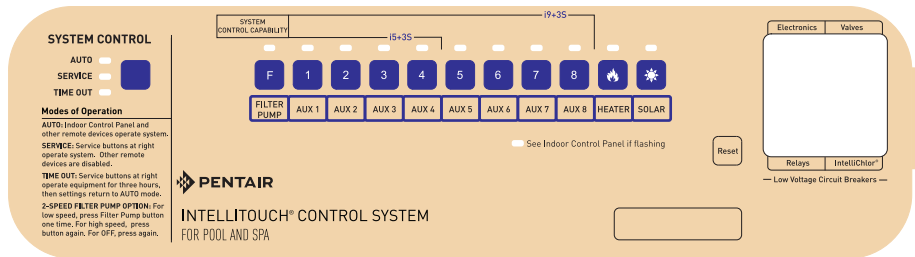 SYSTEM CONTROL
AUTO
SERVICE
TIME OUT
Modes of Operation
AUTO: Indoor Control Panel and
other remote devices operate system.
SERVICE: Service buttons at right
operate system. Other remote
devices are disabled.
TIME OUT: Service buttons at right
operate equipment for three hours,
then settings return to AUTO mode.
2-SPEED FILTER PUMP OPTION: For
low speed, press Filter Pump button
one time. For high speed, press
button again. For OFF, press again.
SYSTEM
CONTROL CAPABILITY
i5+3S
i9+3S
F 1 2 3 4 5 6 7 8
FILTER
PUMP
AUX 1 AUX 2 AUX 3 AUX 4 AUX 5 AUX 6 AUX 7 AUX 8 HEATER SOLAR
See Indoor Control Panel if flashing
Reset
PENTAIR
INTELLITOUCH® CONTROL SYSTEM
FOR POOL AND SPA
Electronics Valves
Relays IntelliChlor®
Low Voltage Circuit Breakers